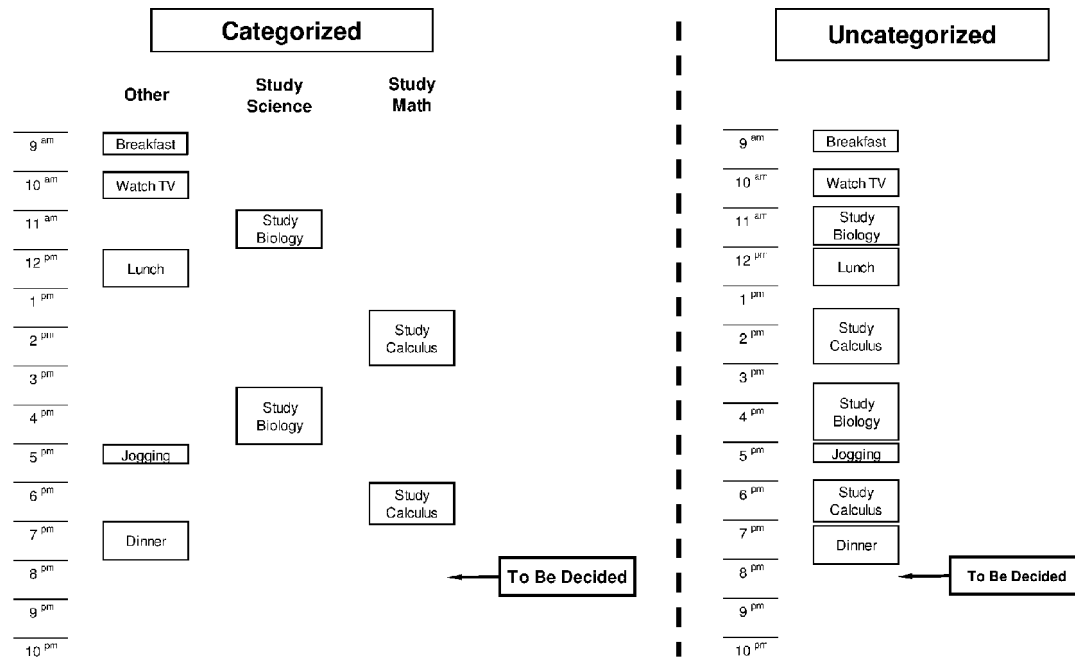 Categorized
Other
Study
Science
Study
Math
9 am
Breakfast
10 am
Watch TV
11 am
Study
Biology
12 pm
Lunch
1 pm
2 pm
Study
Calculus
3 pm
4 pm
Study
Biology
5 pm
Jogging
6 pm
Study
Calculus
7 pm
Dinner
8 pm
To Be Decided
9 pm
10 pm
Uncategorized
9 am
Breakfast
10 am
Watch TV
11 am
Study
Biology
12 pm
Lunch
1 pm
2 pm
Study
Calculus
3 pm
4 pm
Study
Biology
5 pm
Jogging
6 pm
Study
Calculus
7 pm
Dinner
8 pm
To Be Decided
9 pm
10 pm